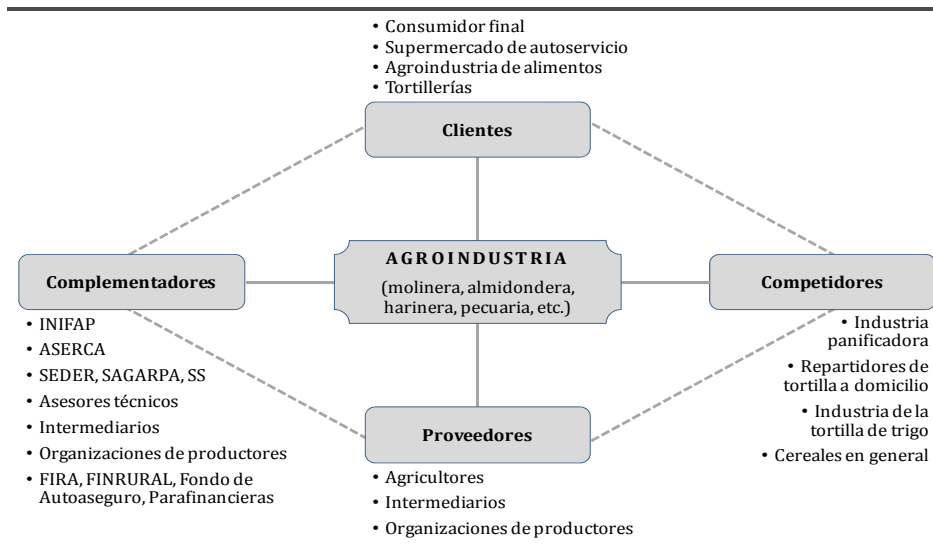 • Consumidor final
• Supermercado de autoservicio
• Agroindustria de alimentos
• Tortillerías
Clientes
Complementadores
AGROINDUSTRIA
(molinera, almidondera,
harinera, pecuaria, etc.)
Competidores
• INIFAP
• ASERCA
• SEDER, SAGARPA, SS
• Asesores técnicos
• Intermediarios
• Organizaciones de productores
• FIRA, FINRURAL, Fondo de
Autoaseguro, Parafinancieras
• Industria
panificadora
• Repartidores de
tortilla a domicilio
• Industria de la
tortilla de trigo
• Cereales en general
Proveedores
• Agricultores
• Intermediarios
• Organizaciones de productores